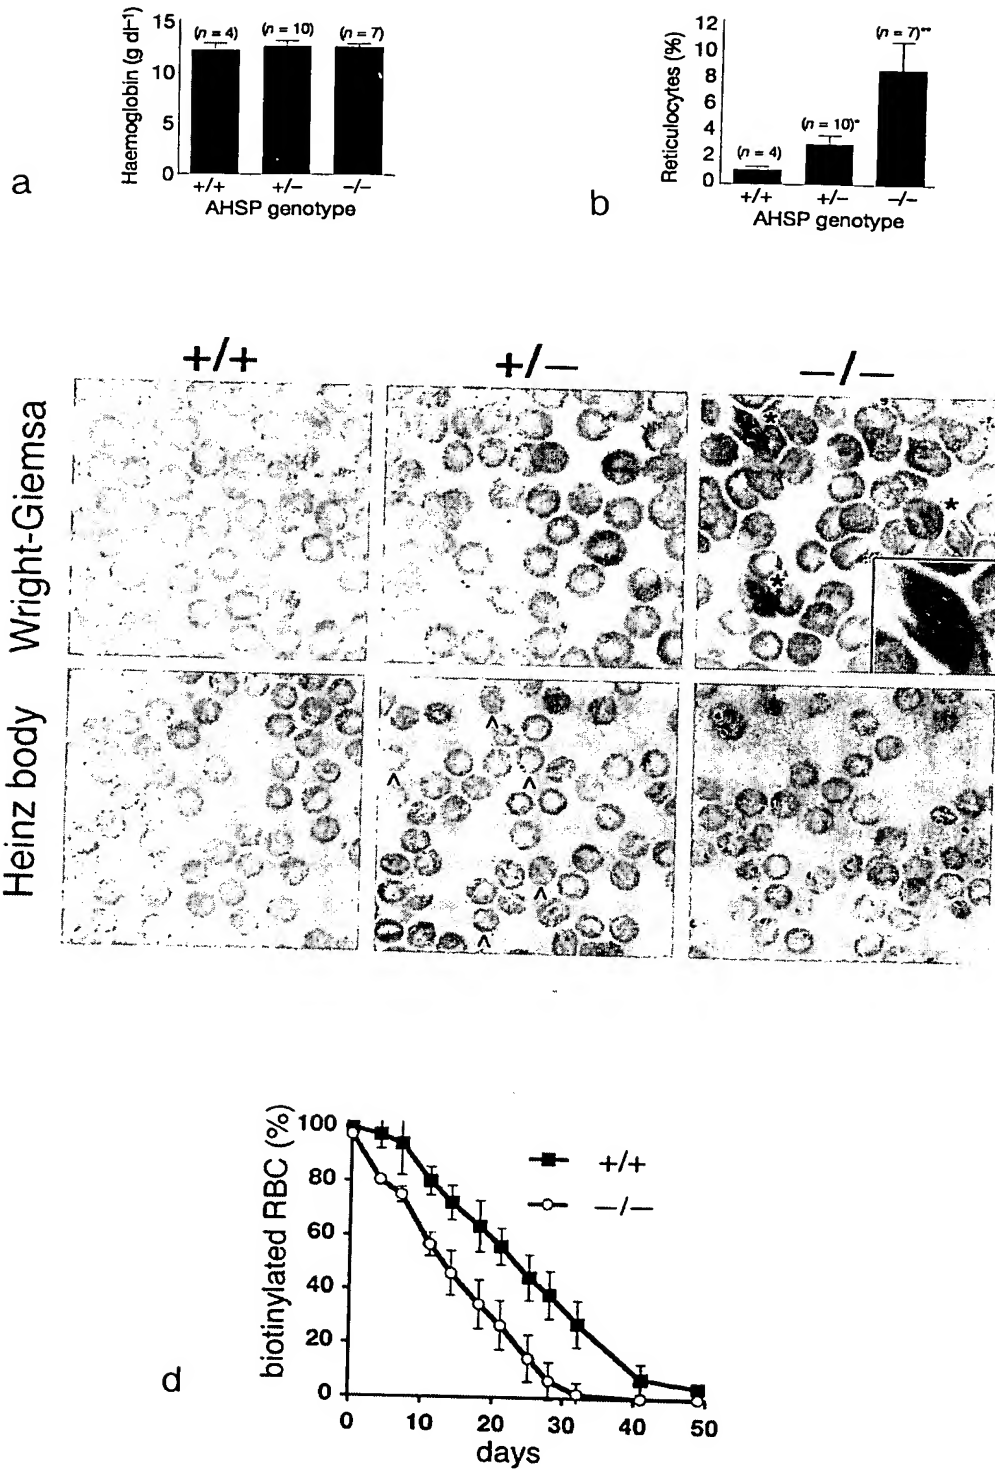 Haemoglobin (g dl⁻¹)
15
10
5
0
(n = 4)
(n = 10)
(n = 7)
+/+
+/−
−/−
AHSP genotype
a
Reticulocytes (%)
12
10
8
6
4
2
0
(n = 4)
(n = 10)*
(n = 7)**
+/+
+/−
−/−
AHSP genotype
b
+/+
+/−
−/−
Wright-Giemsa
*
*
*
Heinz body
^
^
^
^
^
biotinylated RBC (%)
100
80
60
40
20
0
+/+
−/−
0
10
20
30
40
50
days
d